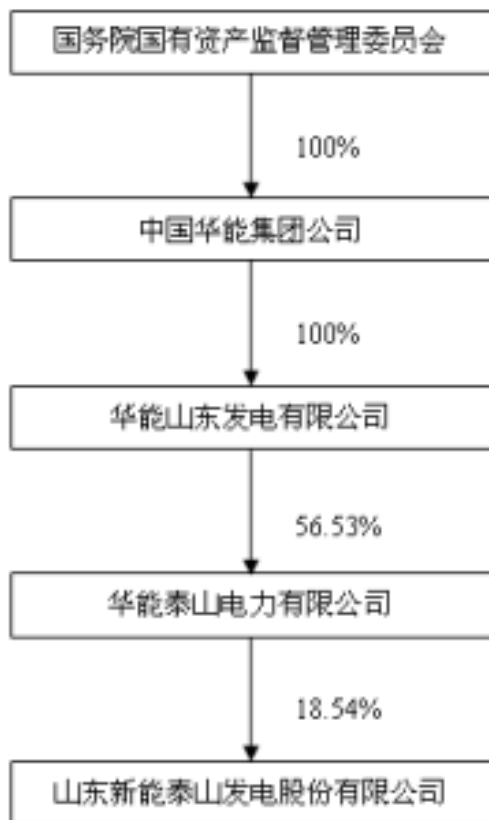 国务院国有资产监督管理委员会
100%
中国华能集团公司
100%
华能山东发电有限公司
56.53%
华能泰山电力有限公司
18.54%
山东新能泰山发电股份有限公司